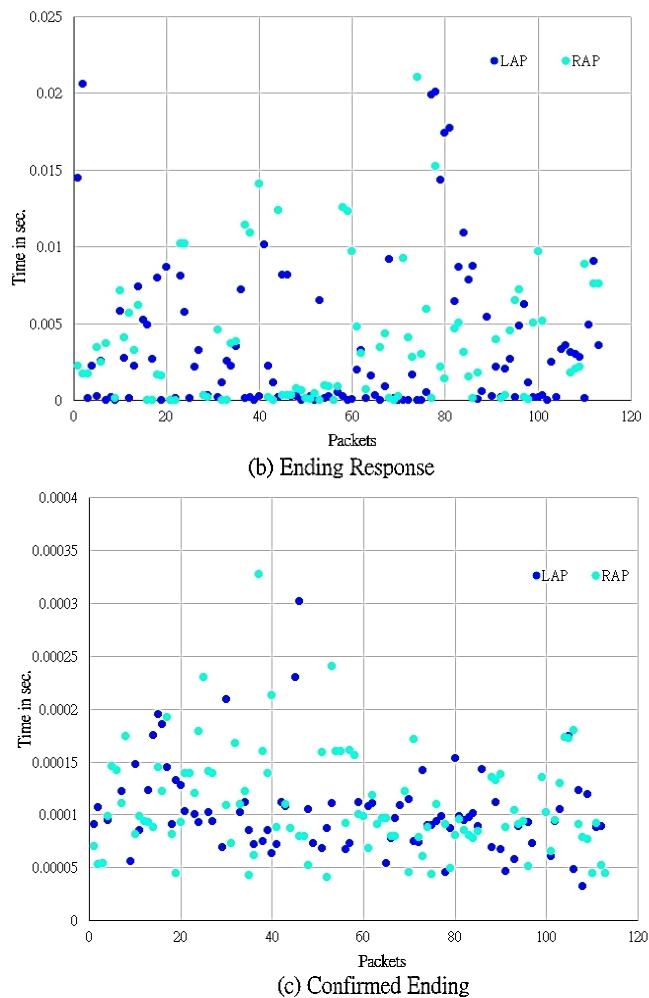 0.025
LAP RAP
0.02
0.015
0.01
0.005
0
Time in sec.
0 20 40 60 80 100 120
Packets
(b) Ending Response
0.0004
0.00035
LAP RAP
0.0003
0.00025
0.0002
0.00015
0.0001
0.00005
0
Time in sec.
0 20 40 60 80 100 120
Packets
(c) Confirmed Ending